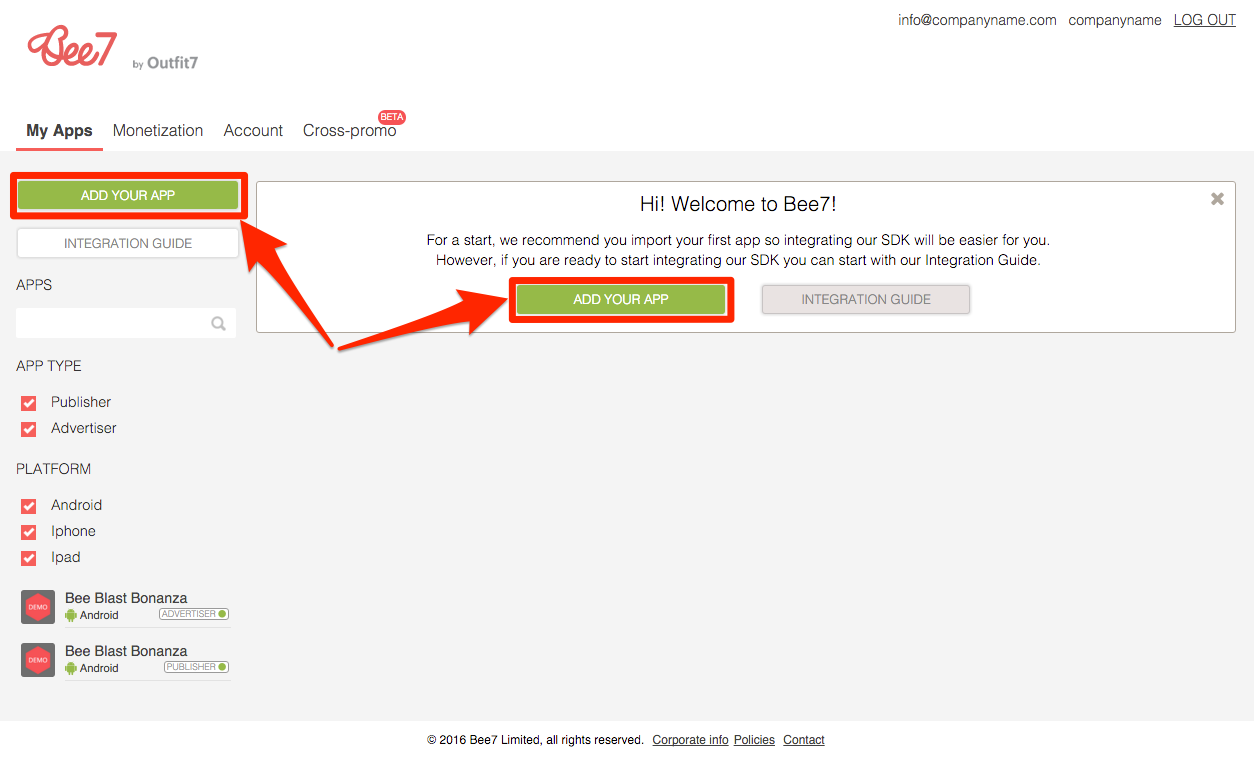 info@companyname.com companyname LOG OUT
Bee7 by Outfit7
BETA
My Apps Monetization Account Cross-promo
ADD YOUR APP
INTEGRATION GUIDE
APPS
APP TYPE
Publisher
Advertiser
PLATFORM
Android
Iphone
Ipad
DEMO
Bee Blast Bonanza
Android ADVERTISER
DEMO
Bee Blast Bonanza
Android PUBLISHER
Hi! Welcome to Bee7!
For a start, we recommend you import your first app so integrating our SDK will be easier for you.
However, if you are ready to start integrating our SDK you can start with our Integration Guide.
ADD YOUR APP INTEGRATION GUIDE
© 2016 Bee7 Limited, all rights reserved. Corporate info Policies Contact